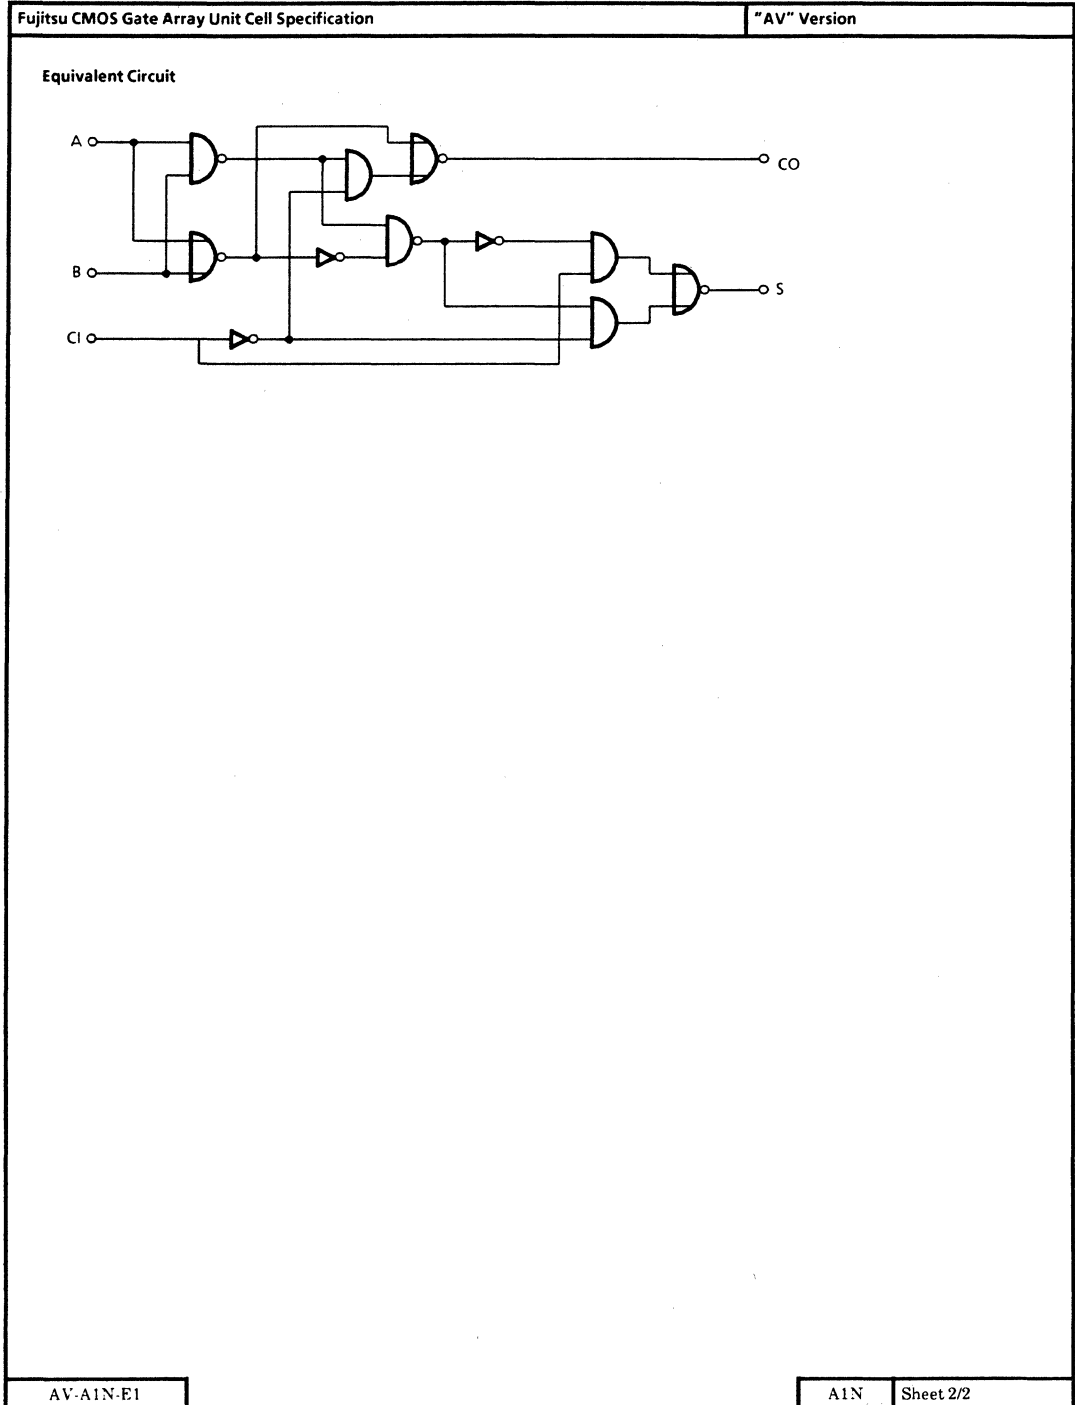 Fujitsu CMOS Gate Array Unit Cell Specification
"AV" Version
Equivalent Circuit
A
CO
B
S
CI
AV-A1N-E1
A1N
Sheet 2/2